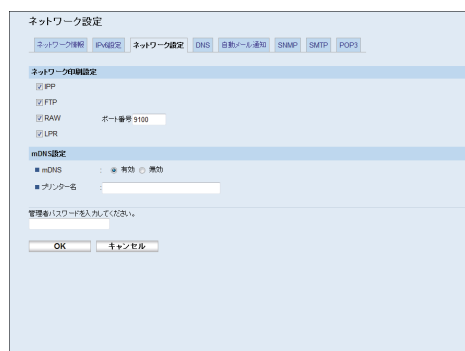 ネットワーク設定
ネットワーク情報 IPv6設定 ネットワーク設定 DNS 自動メール通知 SNMP SMTP POP3
ネットワーク印刷設定
IPP
FTP
RAW ポート番号 9100
LPR
mDNS設定
mDNS : 有効 無効
プリンター名 :
管理者パスワードを入力してください。
OK キャンセル